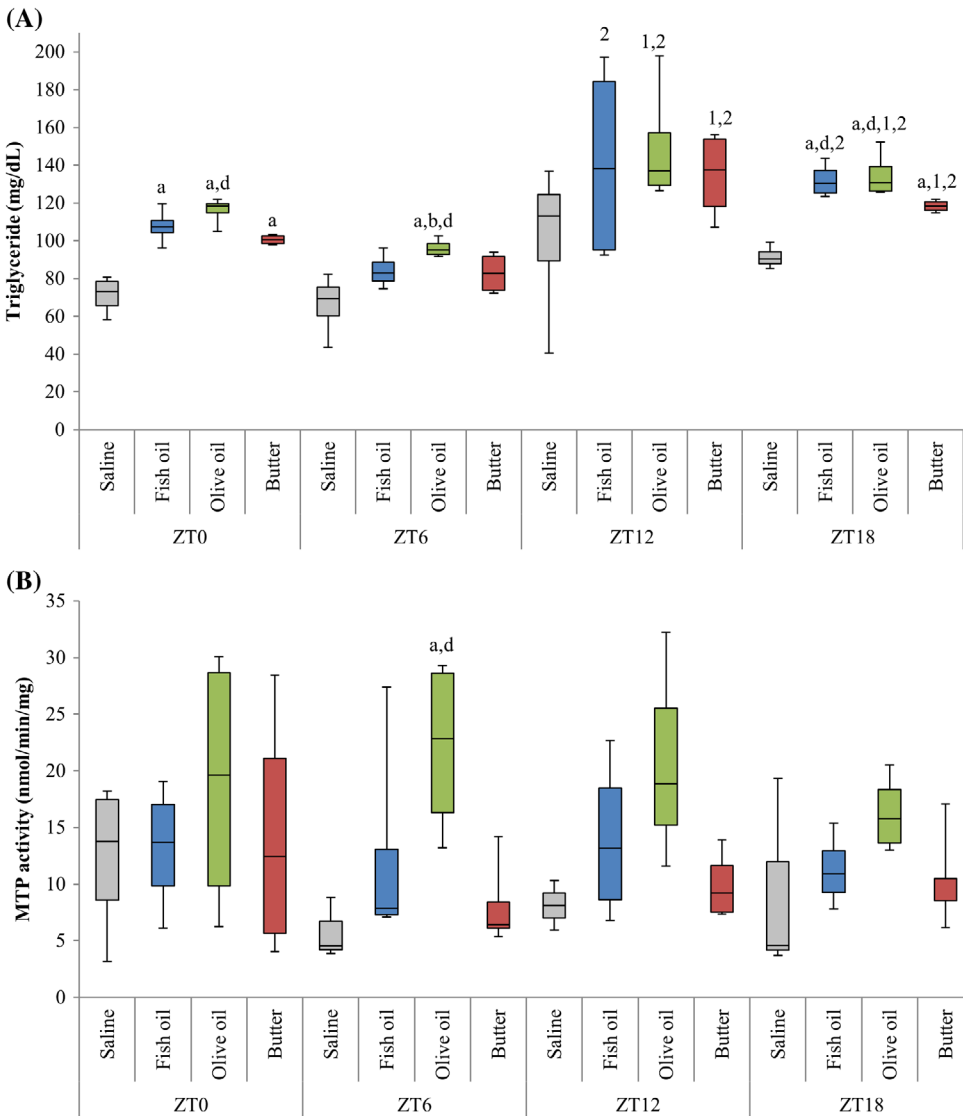 (A)
Triglyceride (mg/dL)
200
180
160
140
120
100
80
60
40
20
0
a
a,d
a
a,b,d
2
1,2
1,2
a,d,2
a,d,1,2
a,1,2
Saline
Fish oil
Olive oil
Butter
Saline
Fish oil
Olive oil
Butter
Saline
Fish oil
Olive oil
Butter
Saline
Fish oil
Olive oil
Butter
ZT0
ZT6
ZT12
ZT18
(B)
MTP activity (nmol/min/mg)
35
30
25
20
15
10
5
0
a,d
Saline
Fish oil
Olive oil
Butter
Saline
Fish oil
Olive oil
Butter
Saline
Fish oil
Olive oil
Butter
Saline
Fish oil
Olive oil
Butter
ZT0
ZT6
ZT12
ZT18